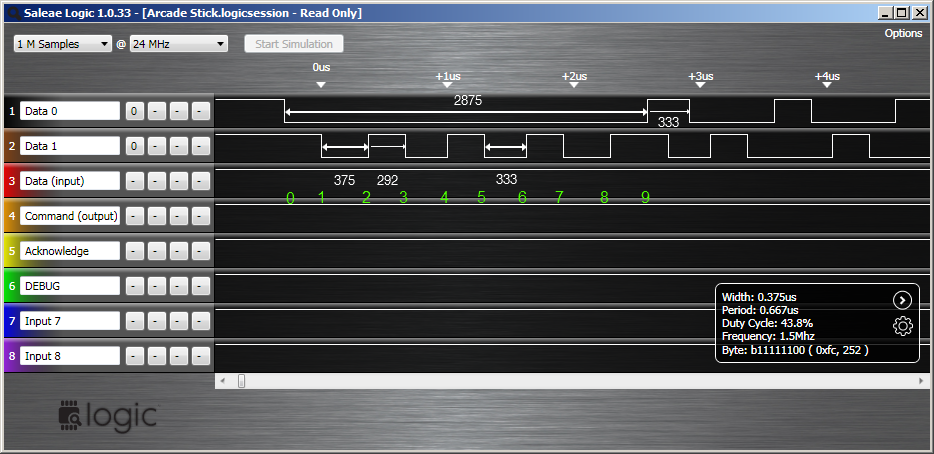 Saleae Logic 1.0.33 - [Arcade Stick.logicsession - Read Only]
1 M Samples @ 24 MHz Start Simulation Options
0us +1us +2us +3us +4us
1 Data 0 0 - - - 2875 333
2 Data 1 0 - - -
3 Data (input) - - - - 375 292 333
0 1 2 3 4 5 6 7 8 9
4 Command (output) - - - -
5 Acknowledge - - - -
6 DEBUG - - - -
7 Input 7 - - - -
8 Input 8 - - - -
Width: 0.375us
Period: 0.667us
Duty Cycle: 43.8%
Frequency: 1.5Mhz
Byte: b11111100 ( 0xfc, 252 )
logic